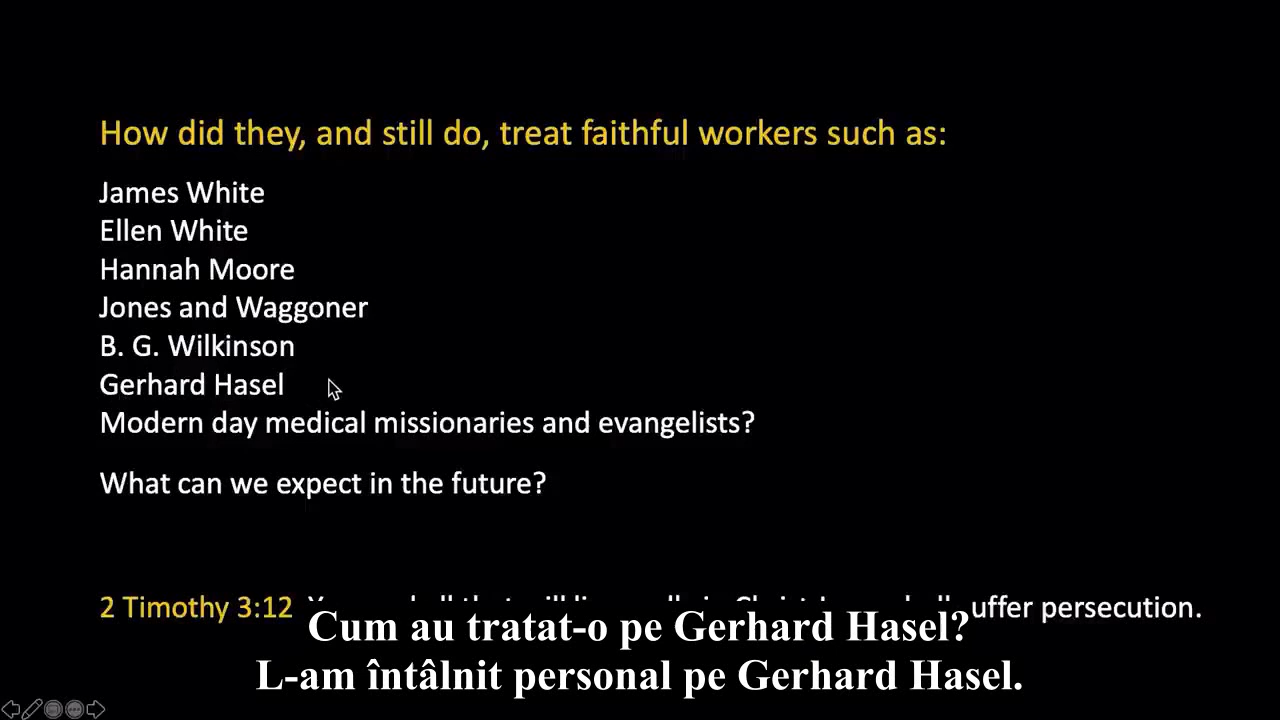 How did they, and still do, treat faithful workers such as:
James White
Ellen White
Hannah Moore
Jones and Waggoner
B. G. Wilkinson
Gerhard Hasel
Modern day medical missionaries and evangelists?
What can we expect in the future?
2 Timothy 3:12 uffer persecution.
Cum au tratat-o pe Gerhard Hasel?
L-am întâlnit personal pe Gerhard Hasel.